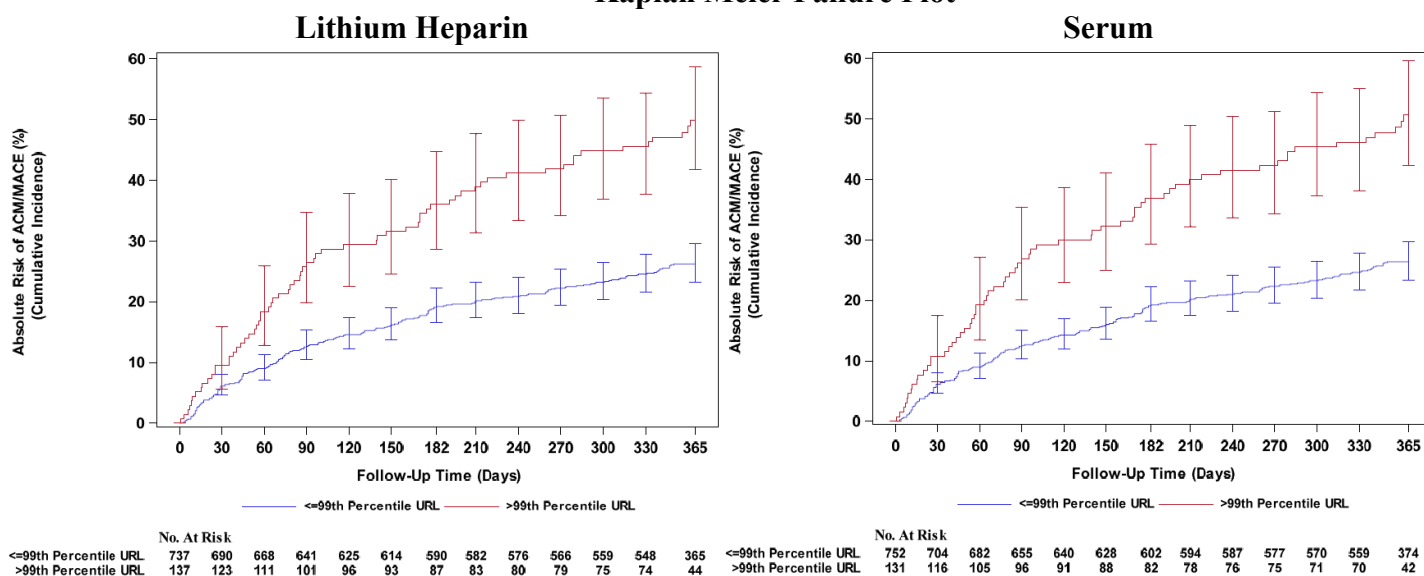 Kaplan Meier Failure Plot
Lithium Heparin
Absolute Risk of ACM/MACE (%)
(Cumulative Incidence)
60
50
40
30
20
10
0
0 30 60 90 120 150 182 210 240 270 300 330 365
Follow-Up Time (Days)
<=99th Percentile URL >99th Percentile URL
No. At Risk
<=99th Percentile URL 737 690 668 641 625 614 590 582 576 566 559 548 365
>99th Percentile URL 137 123 111 101 96 93 87 83 80 79 75 74 44
Serum
Absolute Risk of ACM/MACE (%)
(Cumulative Incidence)
60
50
40
30
20
10
0
0 30 60 90 120 150 182 210 240 270 300 330 365
Follow-Up Time (Days)
<=99th Percentile URL >99th Percentile URL
No. At Risk
<=99th Percentile URL 752 704 682 655 640 628 602 594 587 577 570 559 374
>99th Percentile URL 131 116 105 96 91 88 82 78 76 75 71 70 42